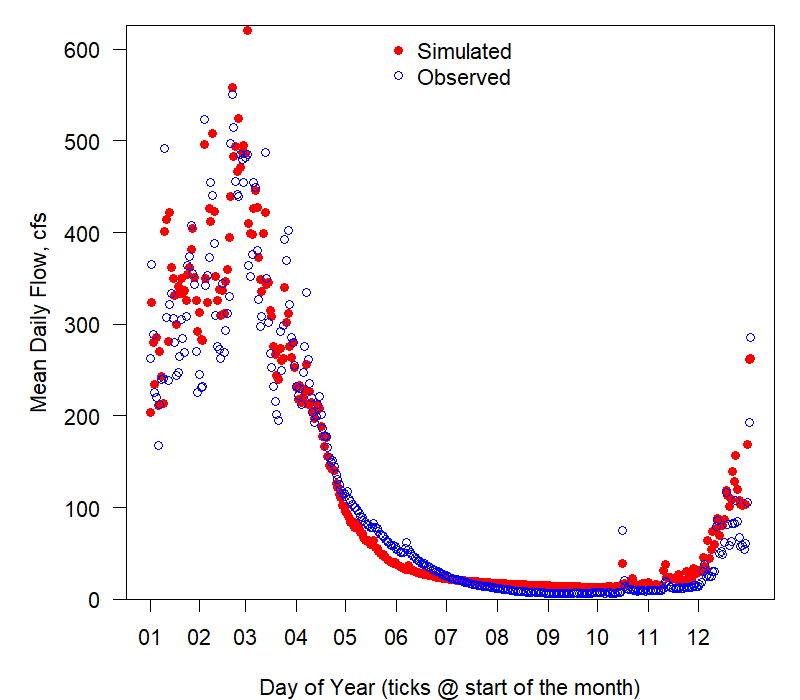 Simulated
Observed
600
500
400
300
200
100
0
Mean Daily Flow, cfs
01 02 03 04 05 06 07 08 09 10 11 12
Day of Year (ticks @ start of the month)